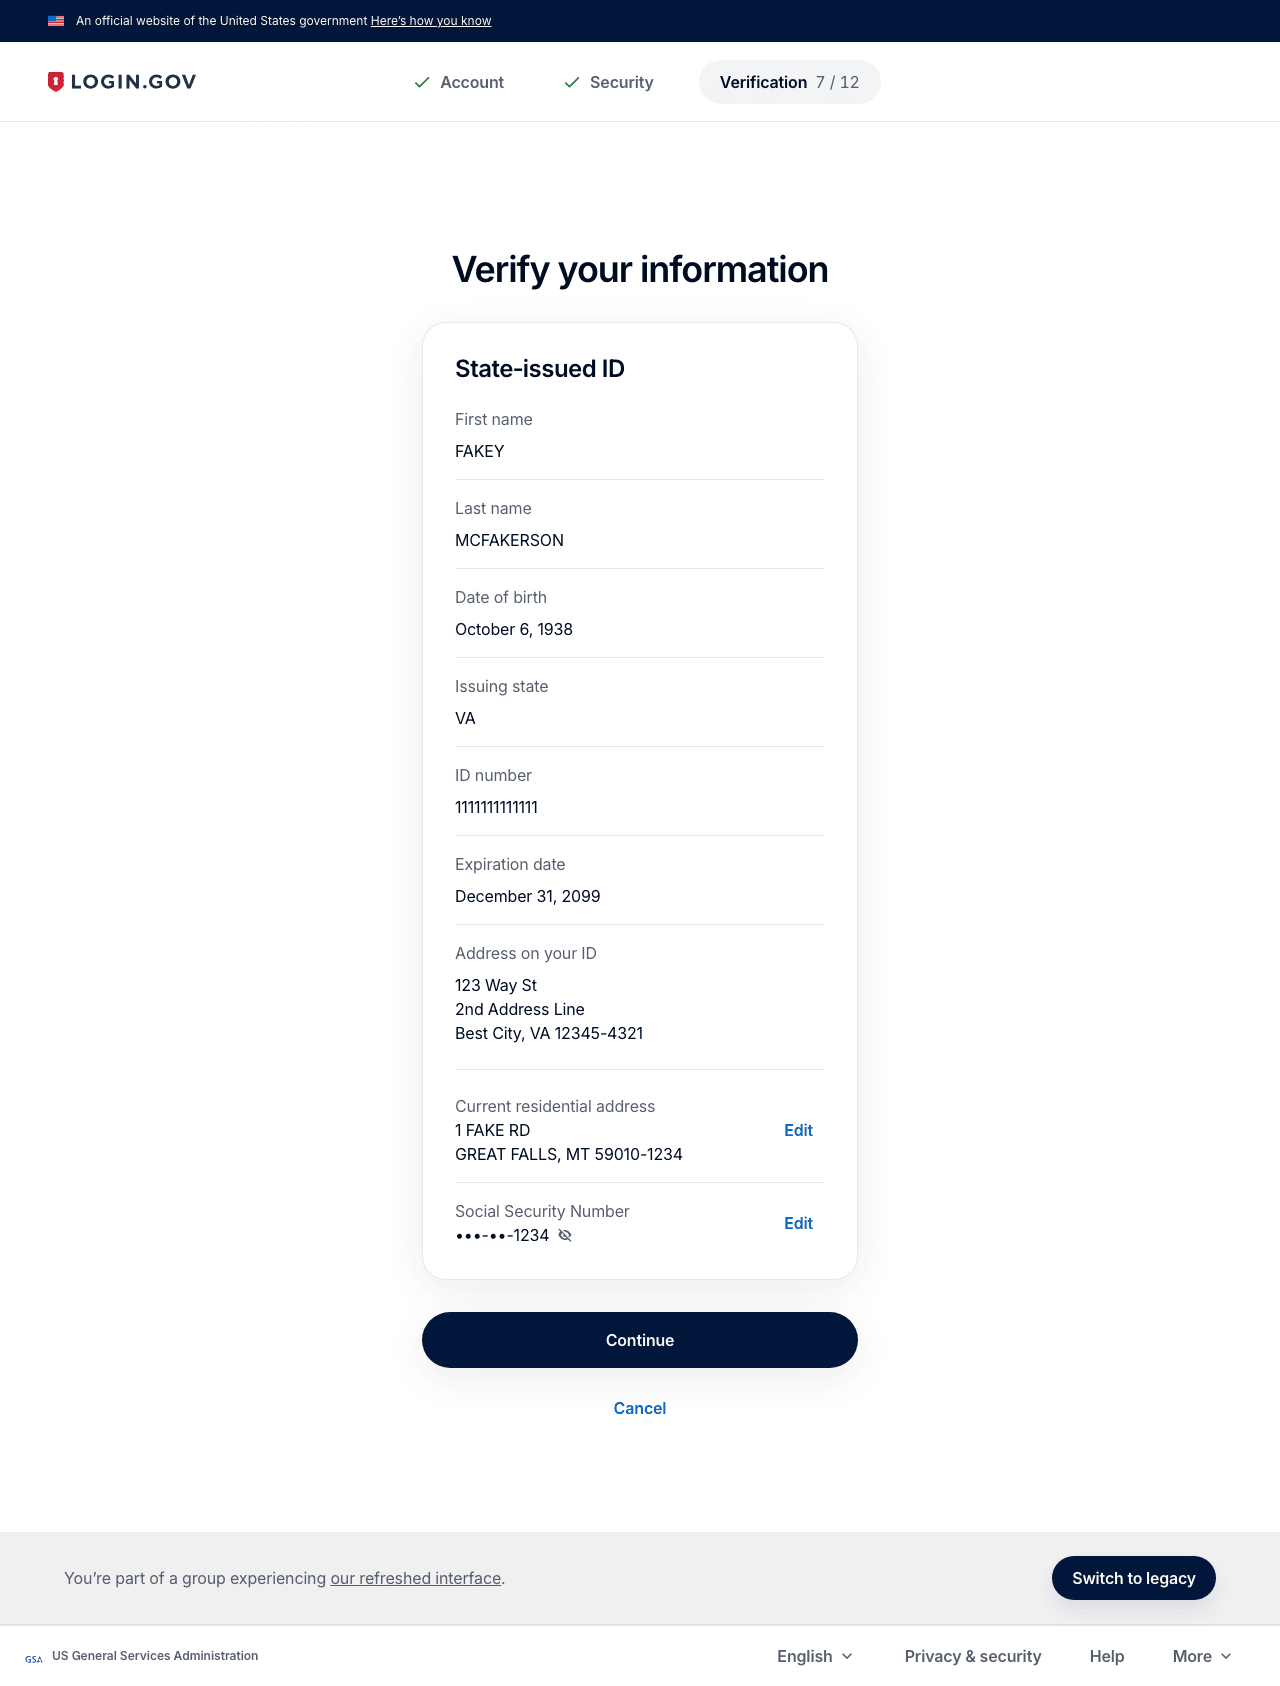 An official website of the United States government Here’s how you know
LOGIN.GOV
Account
Security
Verification 7 / 12
Verify your information
State-issued ID
First name
FAKEY
Last name
MCFAKERSON
Date of birth
October 6, 1938
Issuing state
VA
ID number
1111111111111
Expiration date
December 31, 2099
Address on your ID
123 Way St
2nd Address Line
Best City, VA 12345-4321
Current residential address
1 FAKE RD
GREAT FALLS, MT 59010-1234
Edit
Social Security Number
•••-••-1234
Edit
Continue
Cancel
You’re part of a group experiencing our refreshed interface.
Switch to legacy
GSA US General Services Administration
English
Privacy & security
Help
More